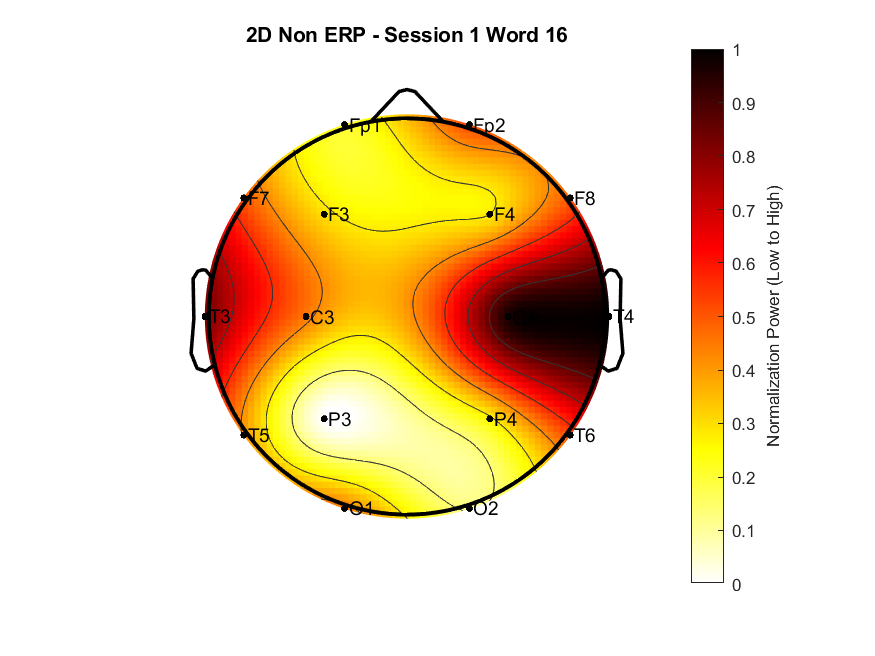 2D Non ERP - Session 1 Word 16
Fp1 Fp2
F7 F8
F3 F4
T3 C3 T4
P3 P4
T5 T6
O1 O2
1
0.9
0.8
0.7
0.6
0.5
0.4
0.3
0.2
0.1
0
Normalization Power (Low to High)